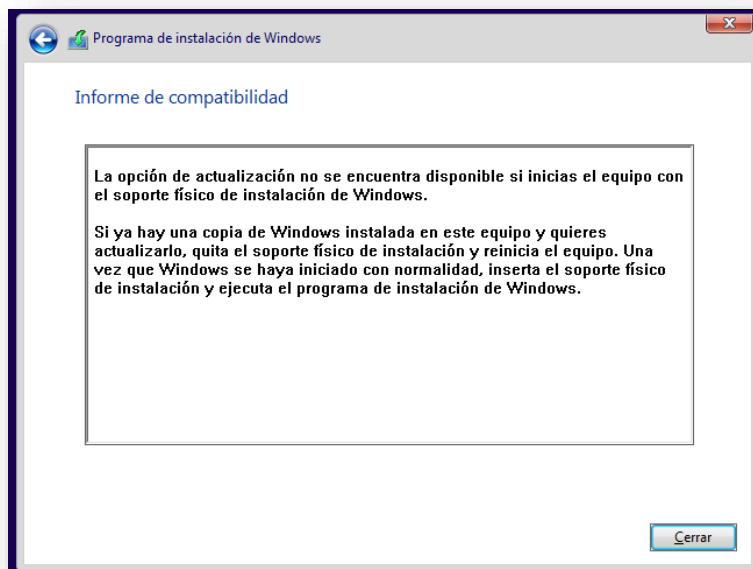 Programa de instalación de Windows
Informe de compatibilidad
La opción de actualización no se encuentra disponible si inicias el equipo con
el soporte físico de instalación de Windows.
Si ya hay una copia de Windows instalada en este equipo y quieres
actualizarlo, quita el soporte físico de instalación y reinicia el equipo. Una
vez que Windows se haya iniciado con normalidad, inserta el soporte físico
de instalación y ejecuta el programa de instalación de Windows.
Cerrar